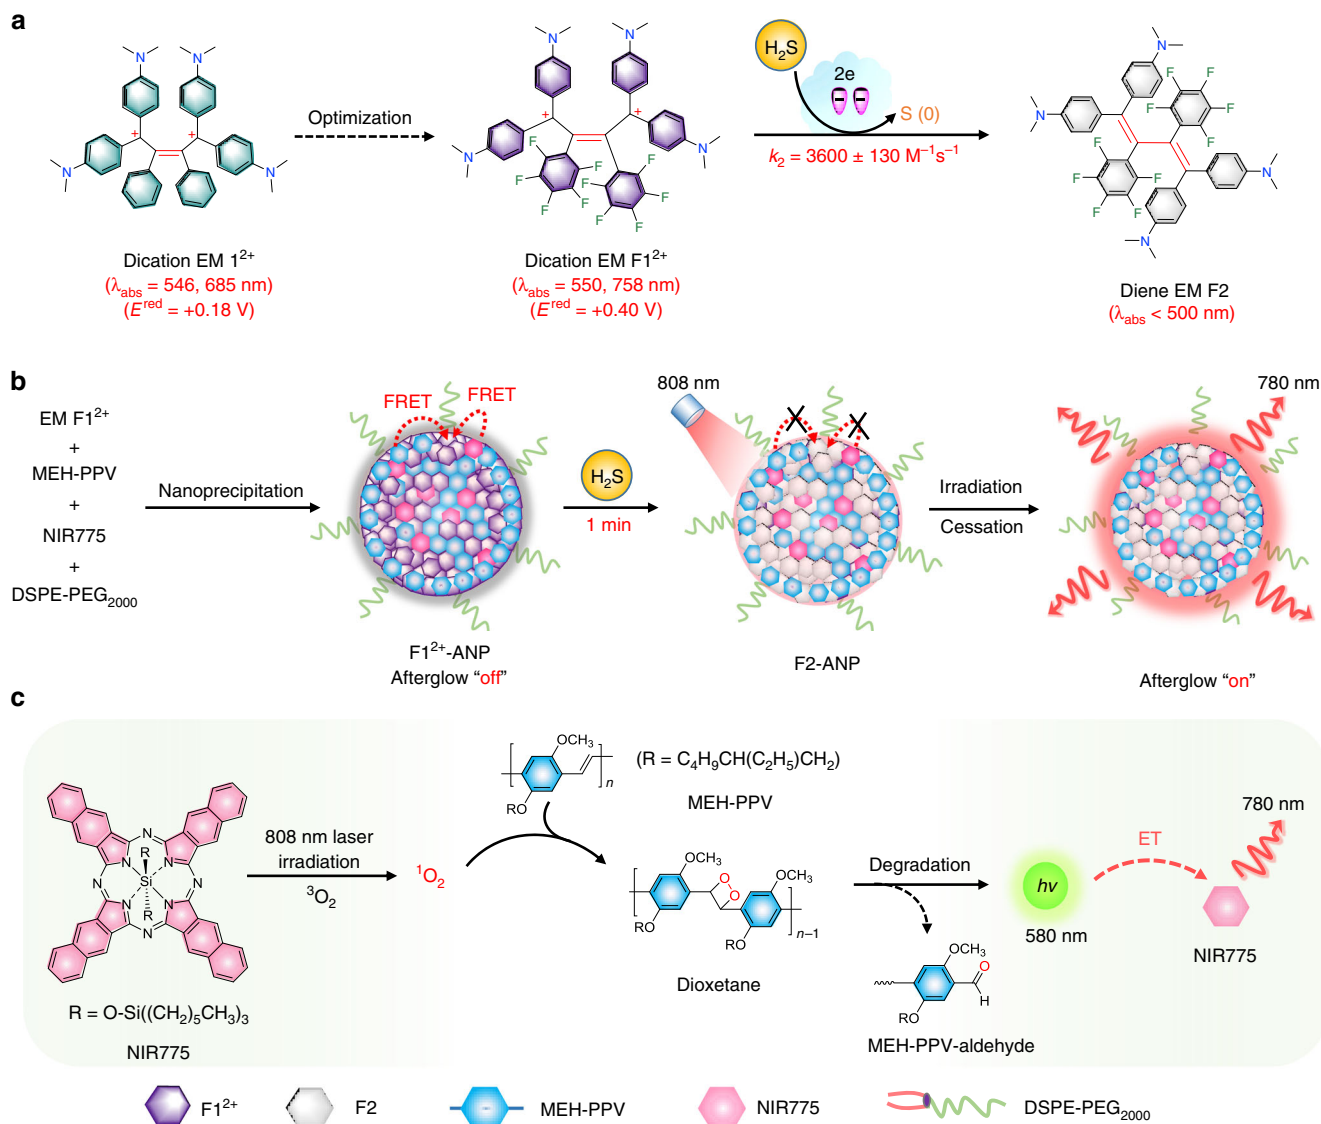 a
Optimization
H₂S
2e
S (0)
k₂ = 3600 ± 130 M⁻¹s⁻¹
N
N
N
N
+
+
N
N
N
N
+
+
F
F
F
F
F
F
F
F
F
F
N
N
N
N
F
F
F
F
F
F
F
F
F
F
Dication EM 1²⁺
(λabs = 546, 685 nm)
(Eʳᵉᵈ = +0.18 V)
Dication EM F1²⁺
(λabs = 550, 758 nm)
(Eʳᵉᵈ = +0.40 V)
Diene EM F2
(λabs < 500 nm)
b
EM F1²⁺
+
MEH-PPV
+
NIR775
+
DSPE-PEG₂₀₀₀
Nanoprecipitation
FRET
FRET
F1²⁺-ANP
Afterglow “off”
H₂S
1 min
808 nm
F2-ANP
Irradiation
Cessation
780 nm
Afterglow “on”
c
N
N
N
N
N
N
N
N
R
Si
R
R = O-Si((CH₂)₅CH₃)₃
NIR775
808 nm laser
irradiation
³O₂
¹O₂
OCH₃
RO
n
(R = C₄H₉CH(C₂H₅)CH₂)
MEH-PPV
OCH₃
O
O
OCH₃
RO
RO
n–1
Dioxetane
Degradation
OCH₃
O
H
RO
MEH-PPV-aldehyde
hv
580 nm
ET
780 nm
NIR775
F1²⁺
F2
MEH-PPV
NIR775
DSPE-PEG₂₀₀₀